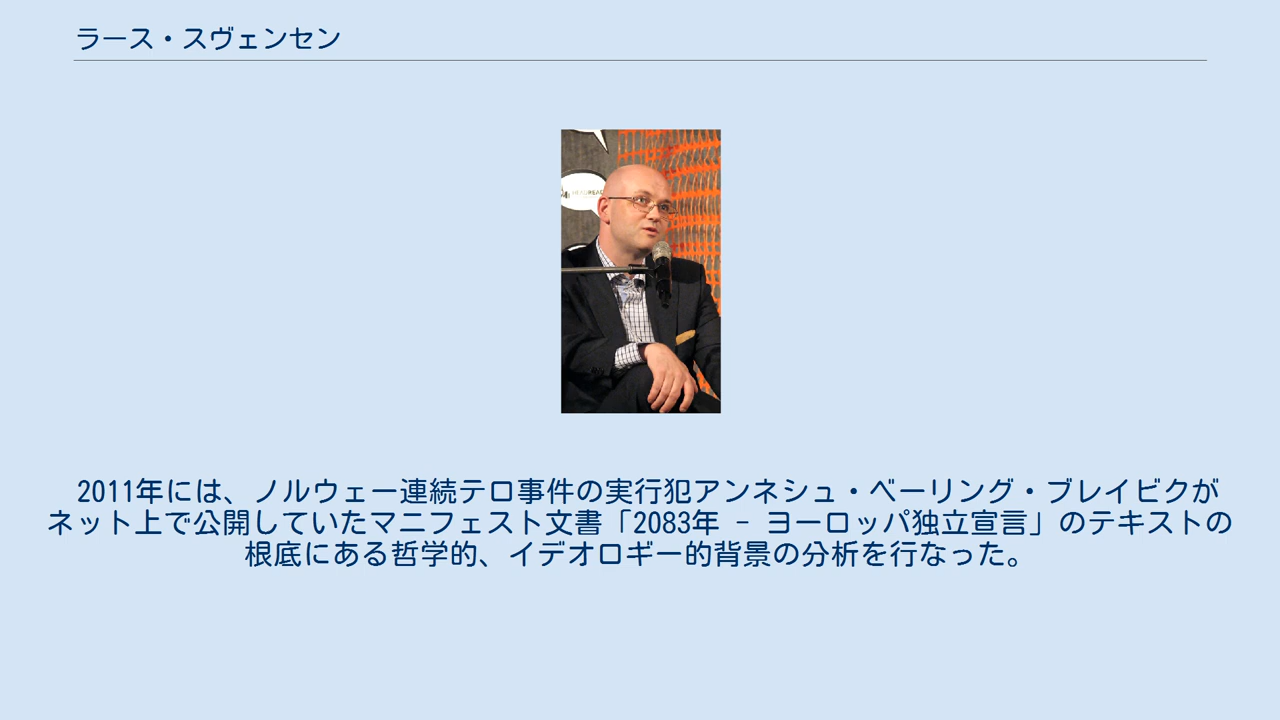 ラース・スヴェンセン
2011年には、ノルウェー連続テロ事件の実行犯アンネシュ・ベーリング・ブレイビクが
ネット上で公開していたマニフェスト文書「2083年 – ヨーロッパ独立宣言」のテキストの
根底にある哲学的、イデオロギー的背景の分析を行なった。